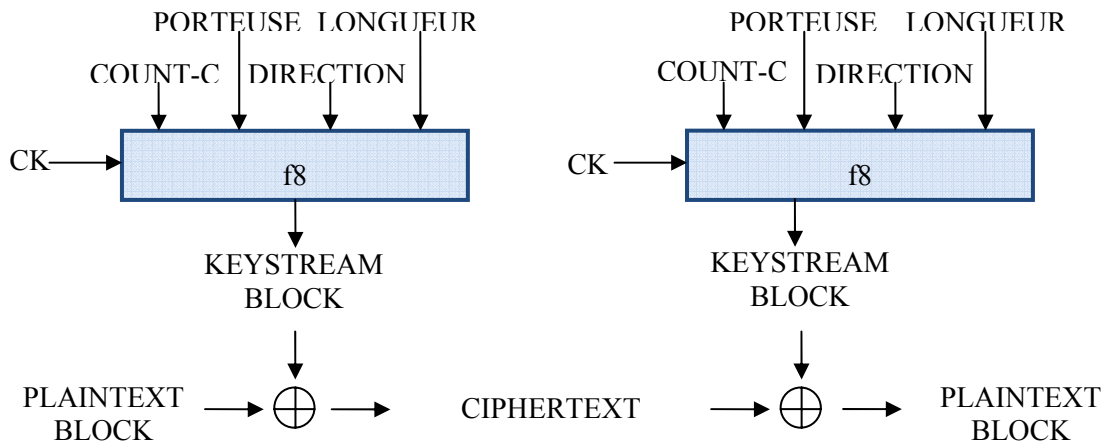 PORTEUSE LONGUEUR
COUNT-C DIRECTION
CK
f8
KEYSTREAM
BLOCK
PORTEUSE LONGUEUR
COUNT-C DIRECTION
CK
f8
KEYSTREAM
BLOCK
PLAINTEXT
BLOCK
CIPHERTEXT
PLAINTEXT
BLOCK